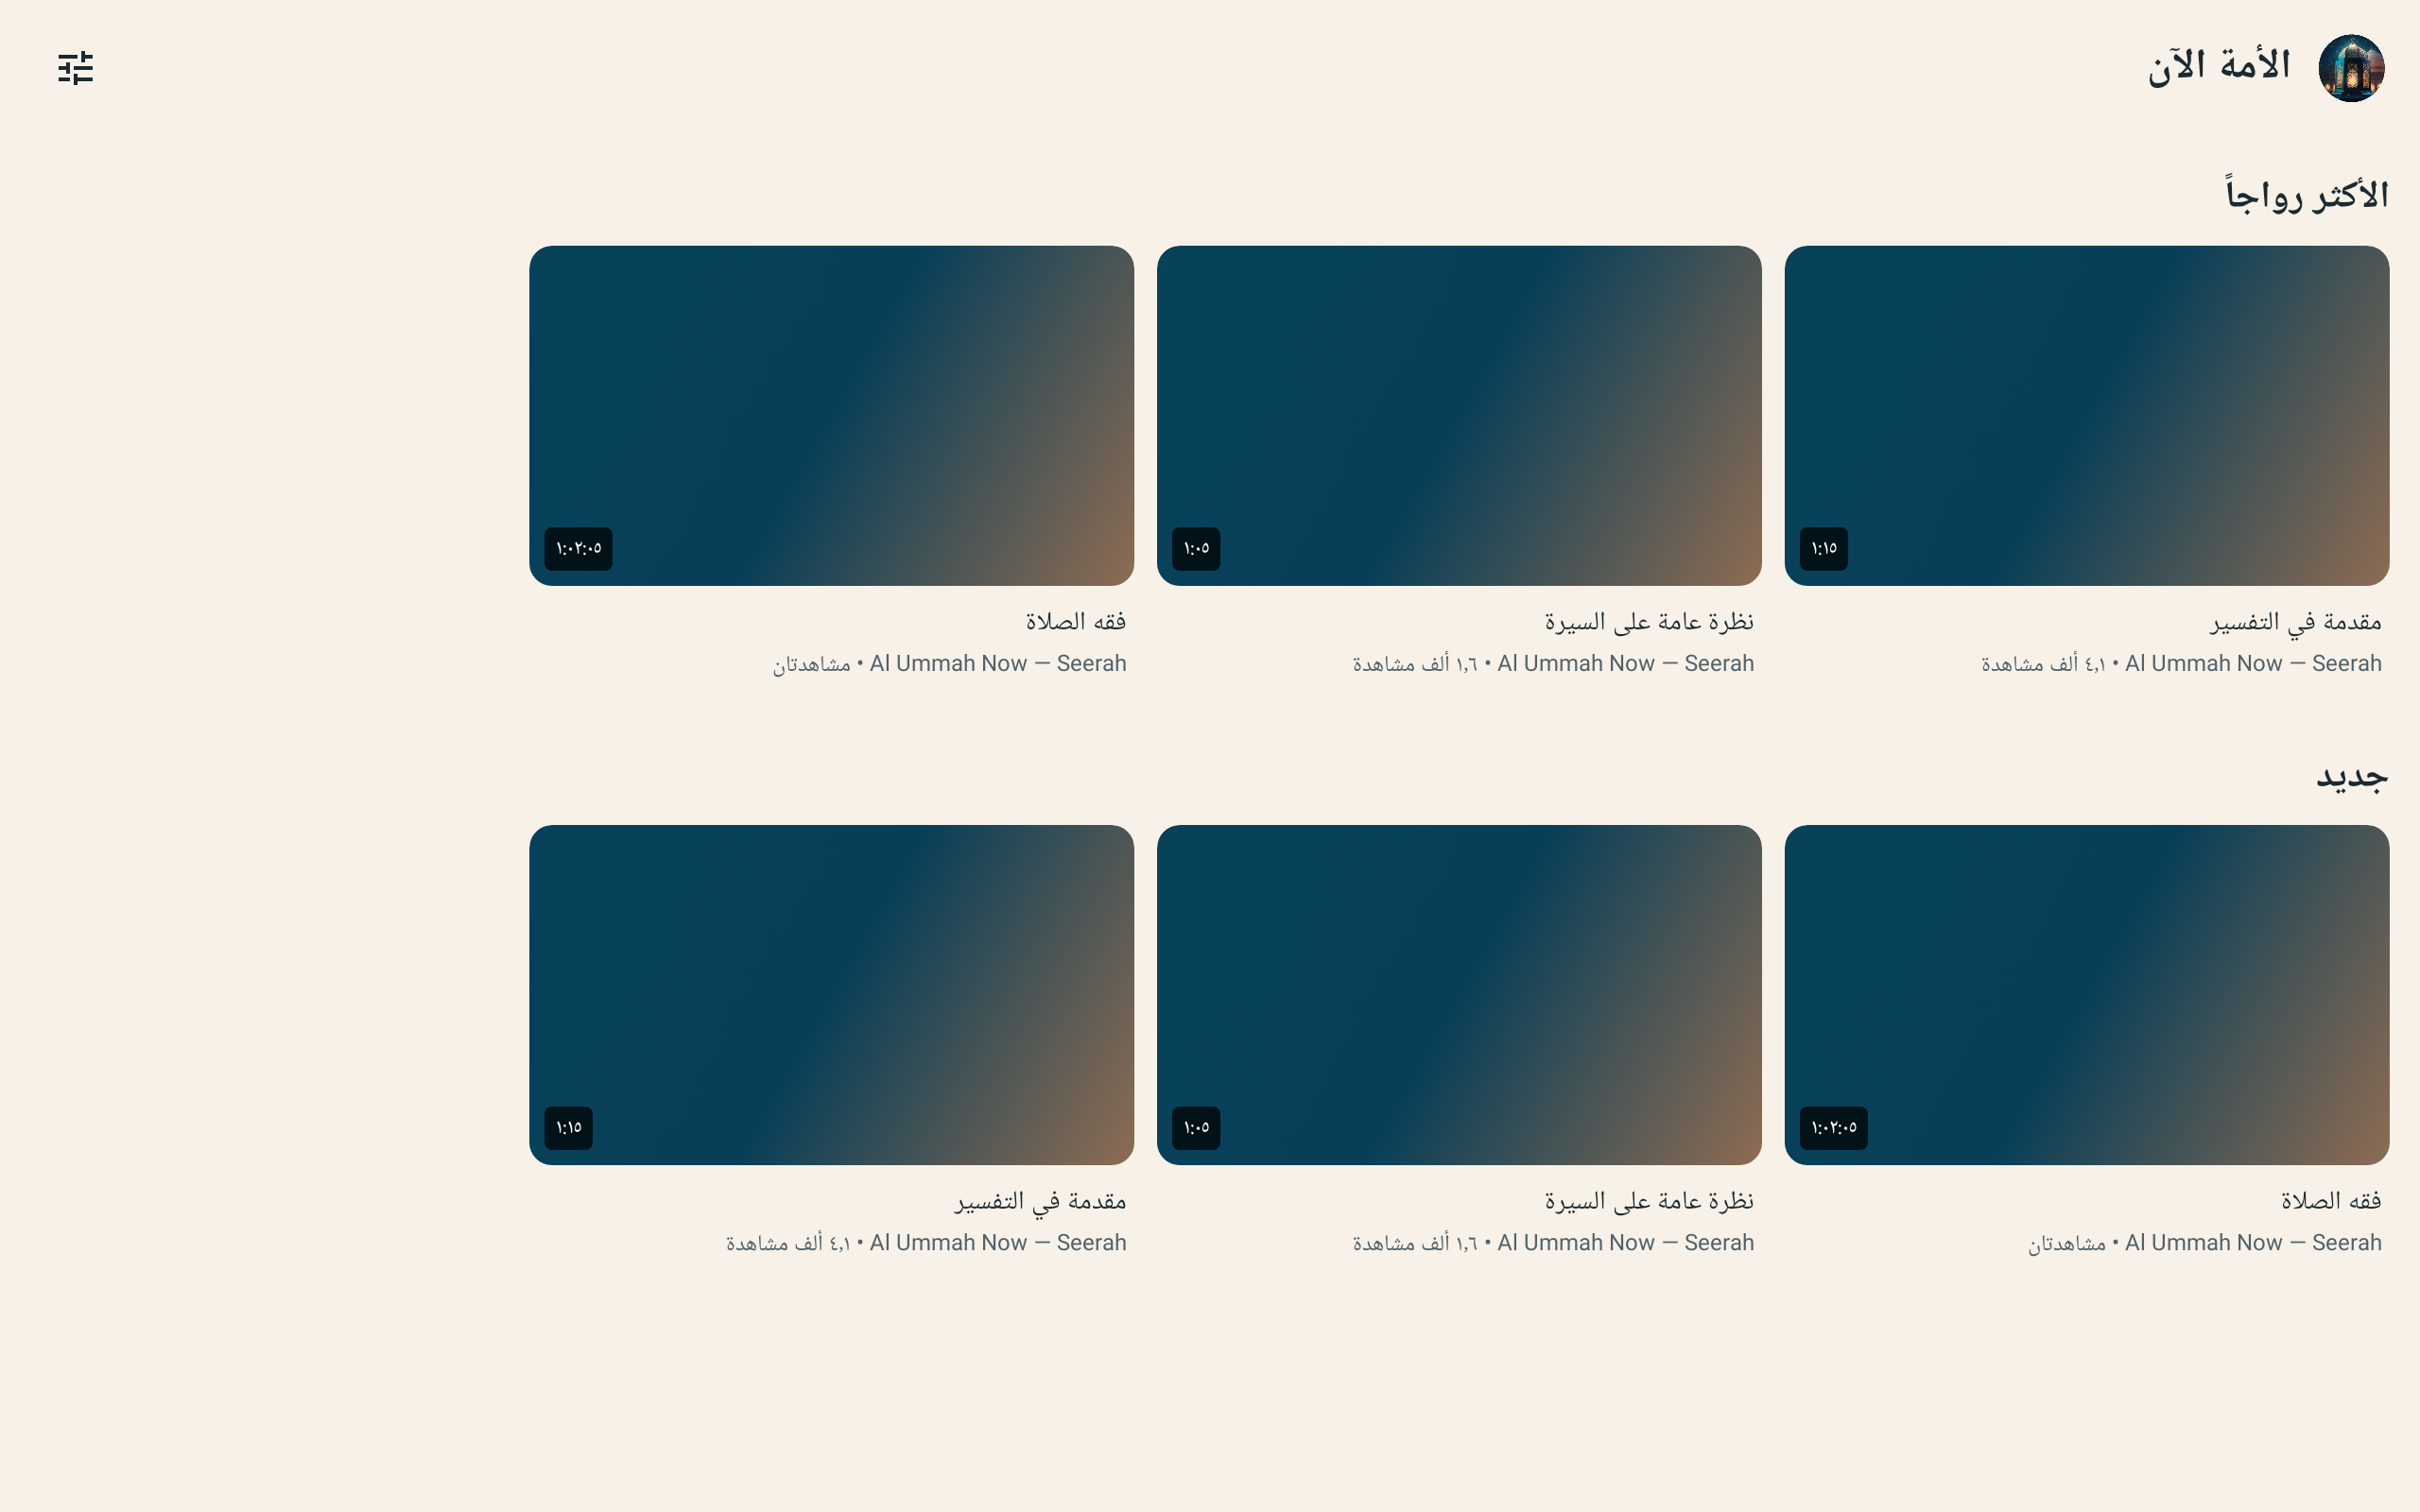 الأمة الآن
الأكثر رواجاً
١:١٥
١:٠٥
١:٠٢:٠٥
مقدمة في التفسير
Al Ummah Now — Seerah • ٤٫١ ألف مشاهدة
نظرة عامة على السيرة
Al Ummah Now — Seerah • ١٫٦ ألف مشاهدة
فقه الصلاة
Al Ummah Now — Seerah • مشاهدتان
جديد
١:٠٢:٠٥
١:٠٥
١:١٥
فقه الصلاة
Al Ummah Now — Seerah • مشاهدتان
نظرة عامة على السيرة
Al Ummah Now — Seerah • ١٫٦ ألف مشاهدة
مقدمة في التفسير
Al Ummah Now — Seerah • ٤٫١ ألف مشاهدة